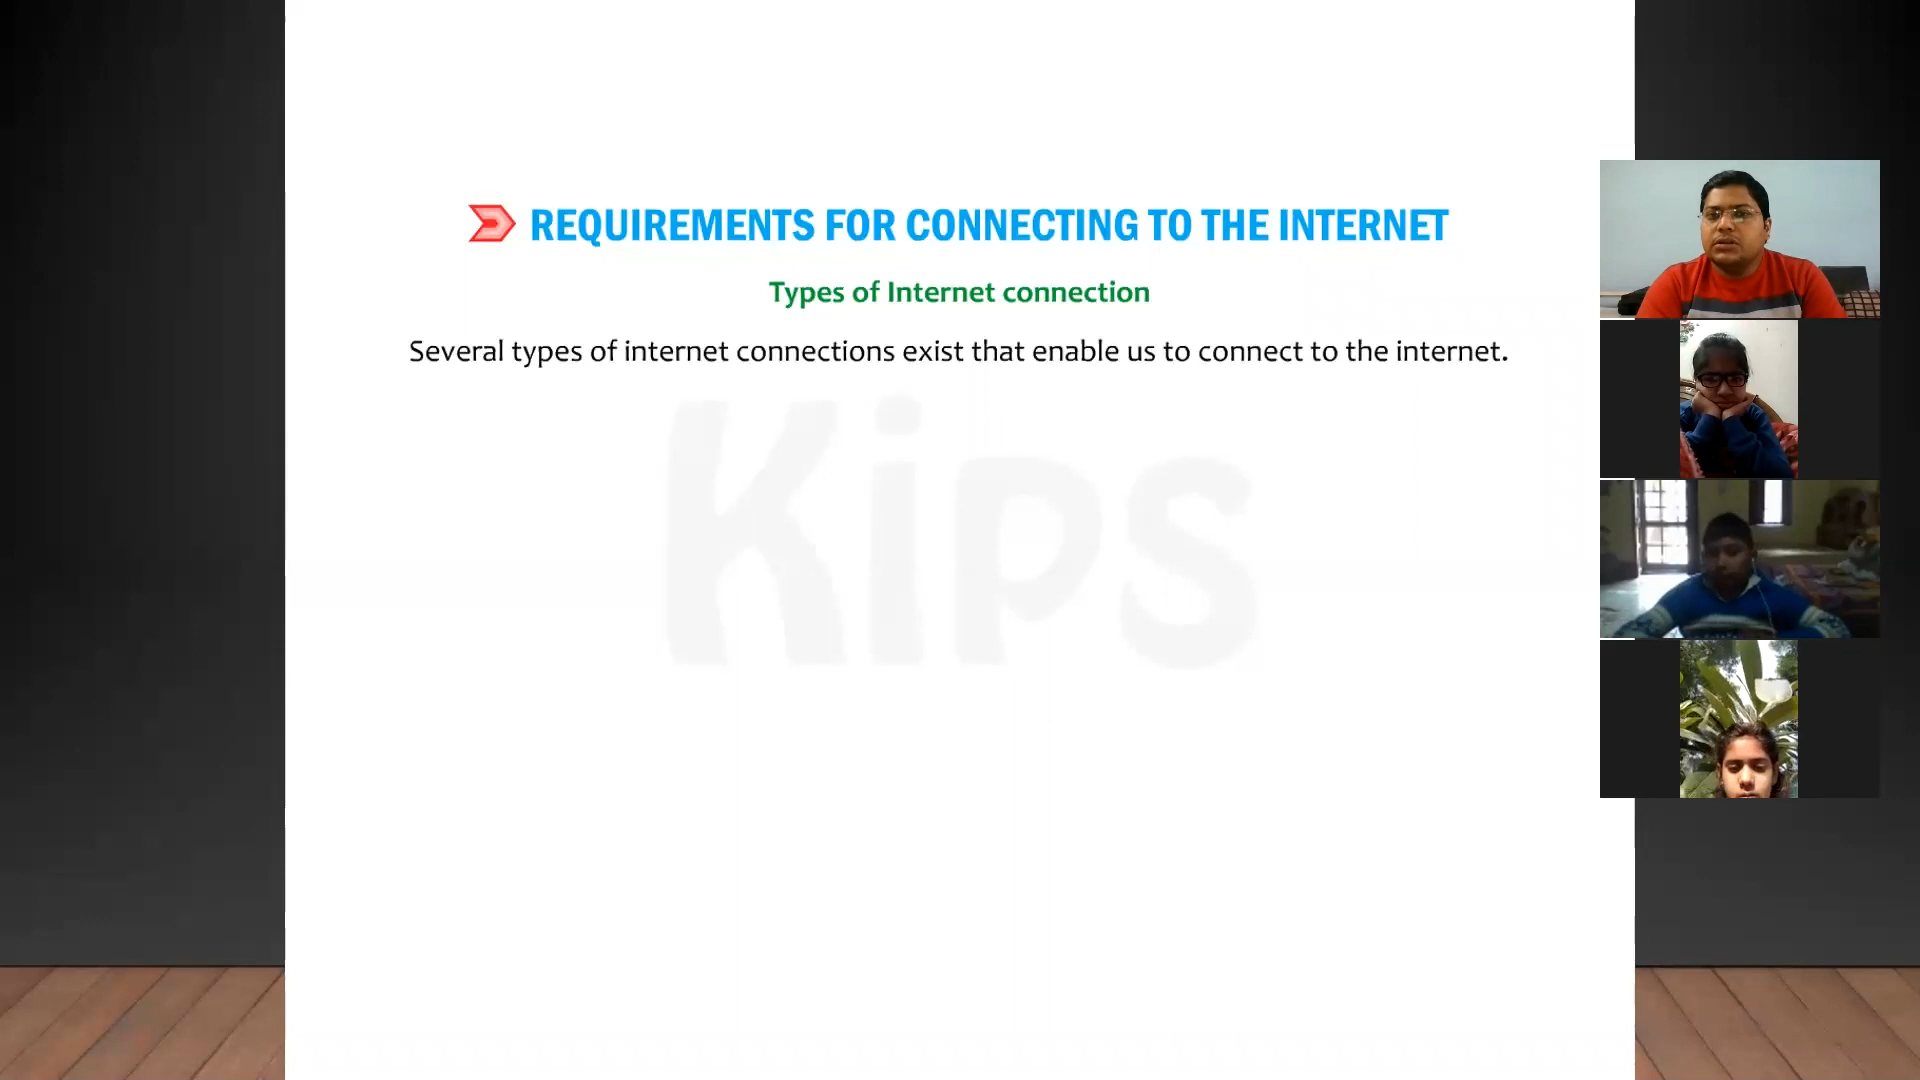 REQUIREMENTS FOR CONNECTING TO THE INTERNET
Types of Internet connection
Several types of internet connections exist that enable us to connect to the internet.
Kips